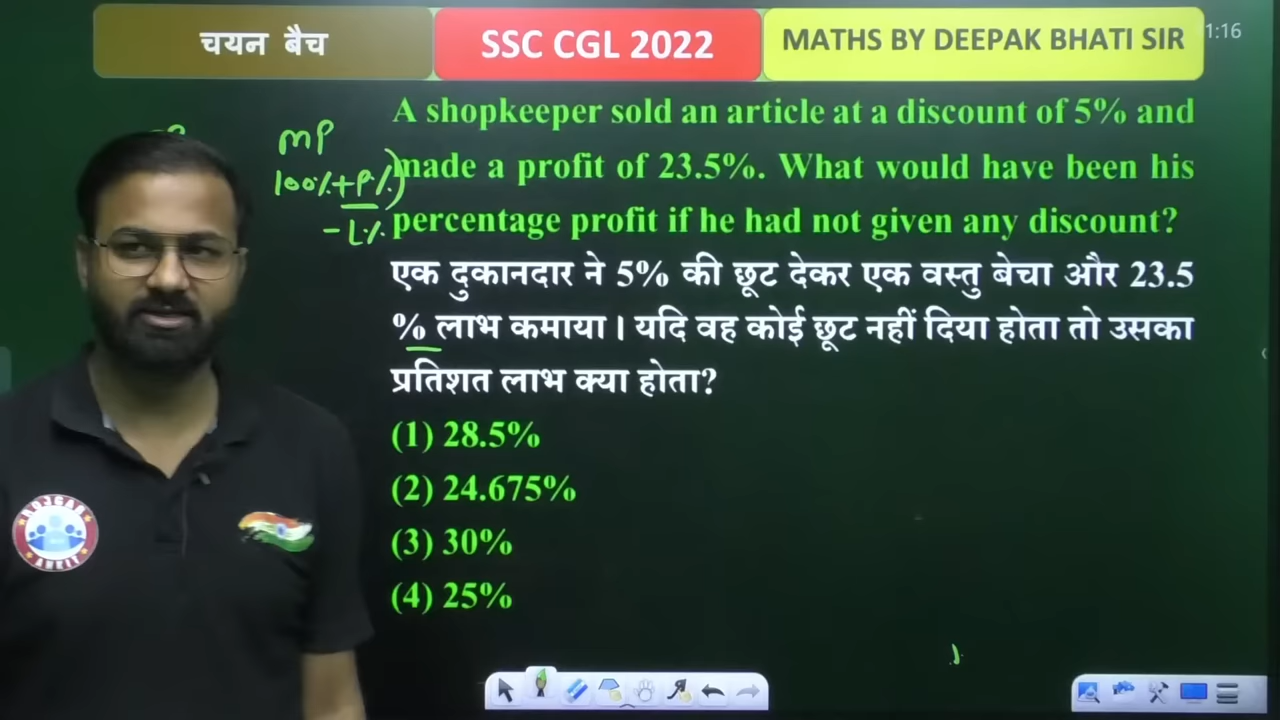 चयन बैच
SSC CGL 2022
MATHS BY DEEPAK BHATI SIR
1:16
MP
100%+P%)
-L%
A shopkeeper sold an article at a discount of 5% and
made a profit of 23.5%. What would have been his
percentage profit if he had not given any discount?
एक दुकानदार ने 5% की छूट देकर एक वस्तु बेचा और 23.5
% लाभ कमाया। यदि वह कोई छूट नहीं दिया होता तो उसका
प्रतिशत लाभ क्या होता?
(1) 28.5%
(2) 24.675%
(3) 30%
(4) 25%
ANKIT